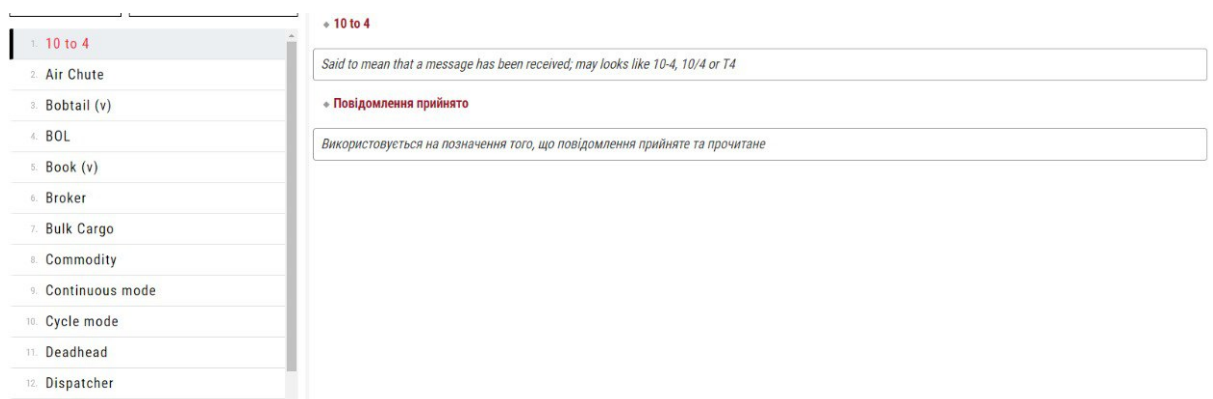 1. 10 to 4
2. Air Chute
3. Bobtail (v)
4. BOL
5. Book (v)
6. Broker
7. Bulk Cargo
8. Commodity
9. Continuous mode
10. Cycle mode
11. Deadhead
12. Dispatcher
10 to 4
Said to mean that a message has been received; may looks like 10-4, 10/4 or T4
Повідомлення прийнято
Використовується на позначення того, що повідомлення прийняте та прочитане